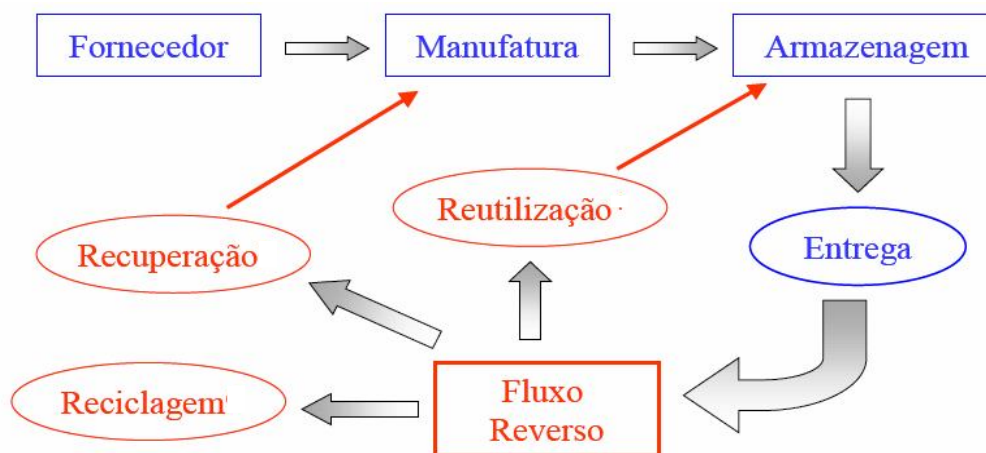 Fornecedor
Manufatura
Armazenagem
Reutilização
Recuperação
Entrega
Reciclagem
Fluxo
Reverso